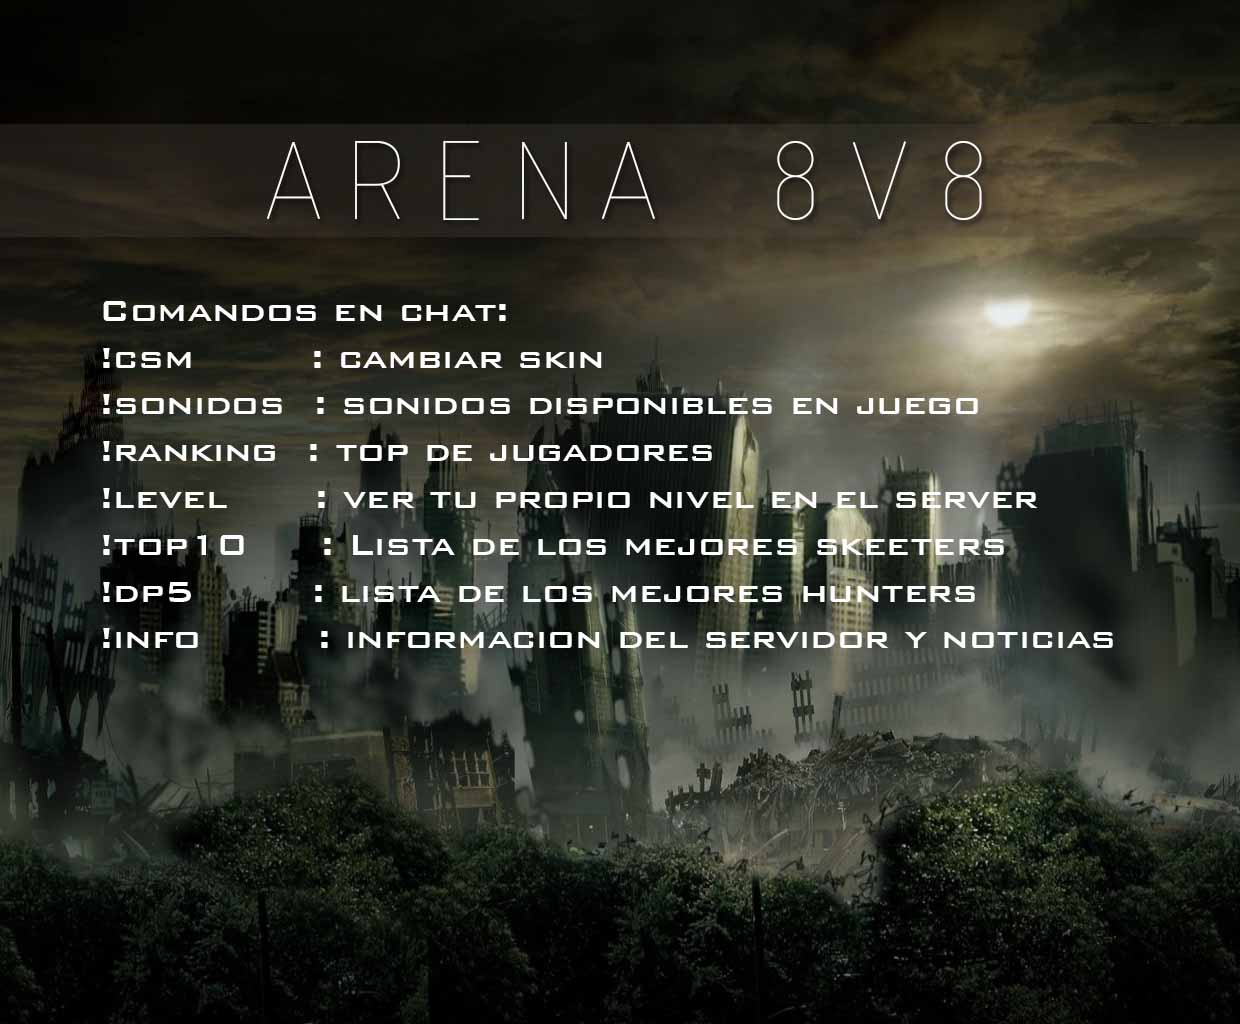 ARENA 8V8
Comandos en chat:
!csm : cambiar skin
!sonidos : sonidos disponibles en juego
!ranking : top de jugadores
!level : ver tu propio nivel en el server
!top10 : Lista de los mejores skeeters
!dp5 : lista de los mejores hunters
!info : informacion del servidor y noticias